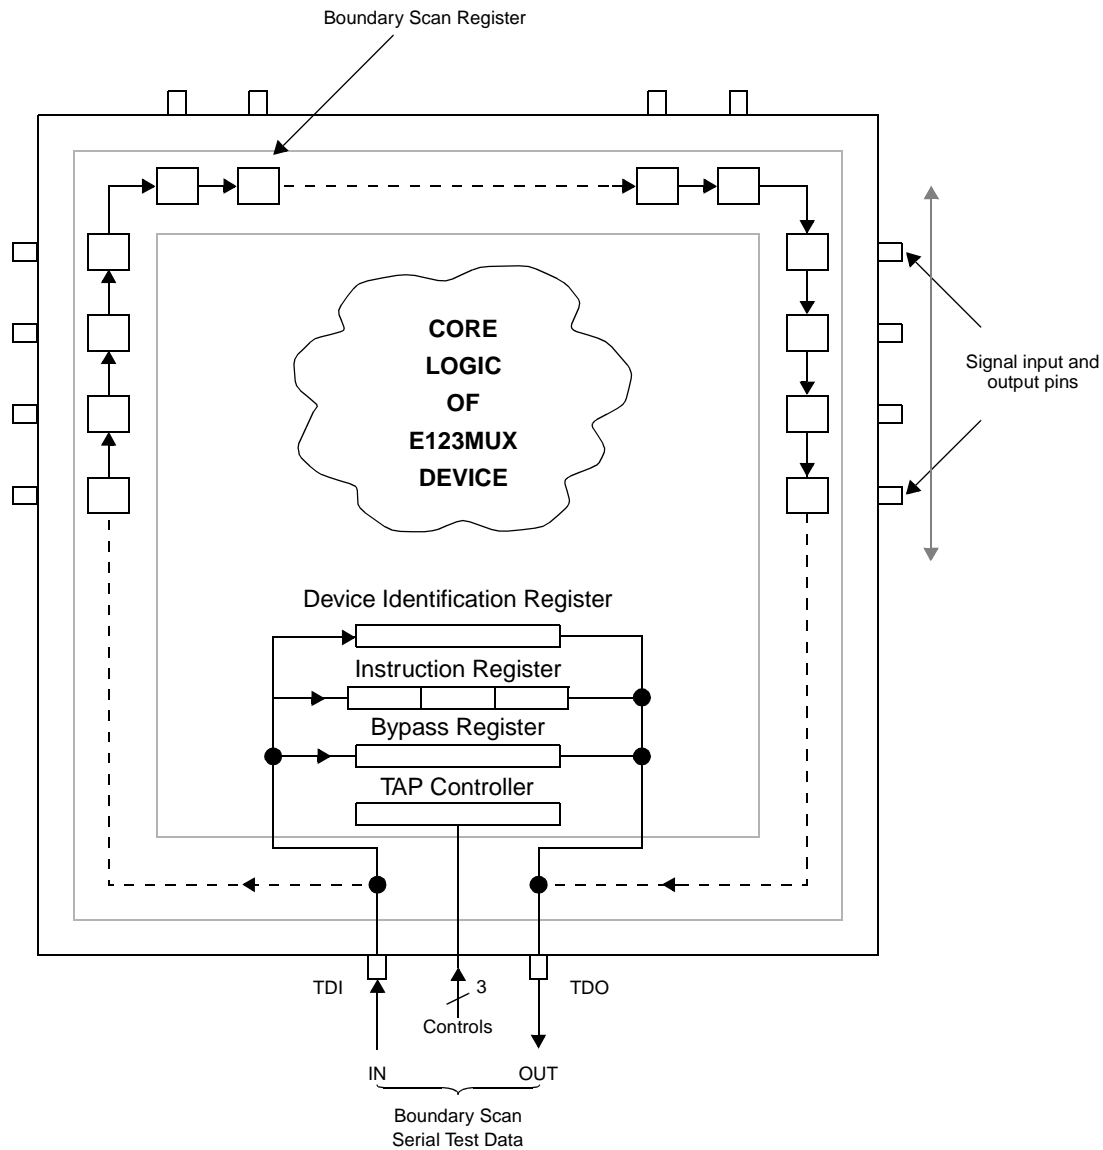 Boundary Scan Register
CORE
LOGIC
OF
E123MUX
DEVICE
Signal input and
output pins
Device Identification Register
Instruction Register
Bypass Register
TAP Controller
TDI
3
TDO
Controls
IN
OUT
Boundary Scan
Serial Test Data